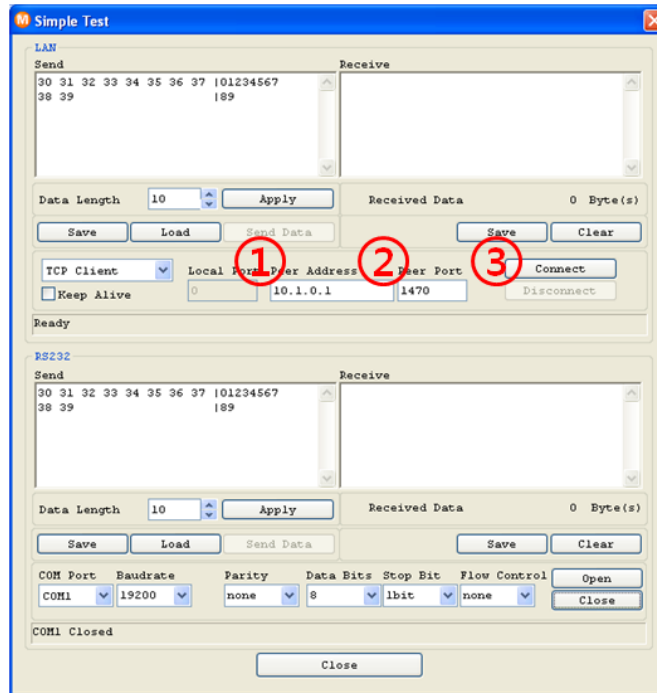 Simple Test
LAN
Send Receive
30 31 32 33 34 35 36 37 |01234567
38 39 |89
Data Length 10 Apply Received Data 0 Byte(s)
Save Load Send Data Save Clear
① ② ③
TCP Client Local Port Peer Address Peer Port Connect
Keep Alive 0 10.1.0.1 1470 Disconnect
Ready
RS232
Send Receive
30 31 32 33 34 35 36 37 |01234567
38 39 |89
Data Length 10 Apply Received Data 0 Byte(s)
Save Load Send Data Save Clear
COM Port Baudrate Parity Data Bits Stop Bit Flow Control Open
COM1 19200 none 8 1bit none Close
COM1 Closed
Close